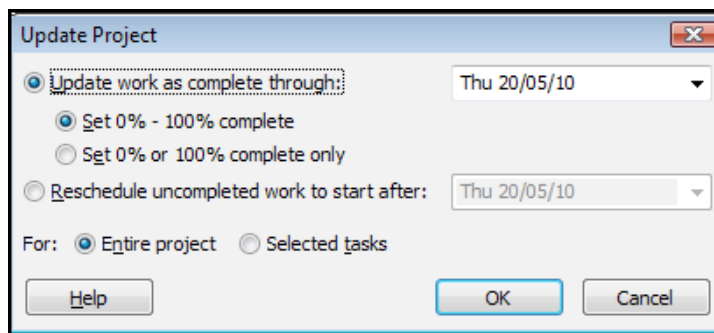 Update Project
Update work as complete through: Thu 20/05/10
Set 0% - 100% complete
Set 0% or 100% complete only
Reschedule uncompleted work to start after: Thu 20/05/10
For: Entire project Selected tasks
Help OK Cancel